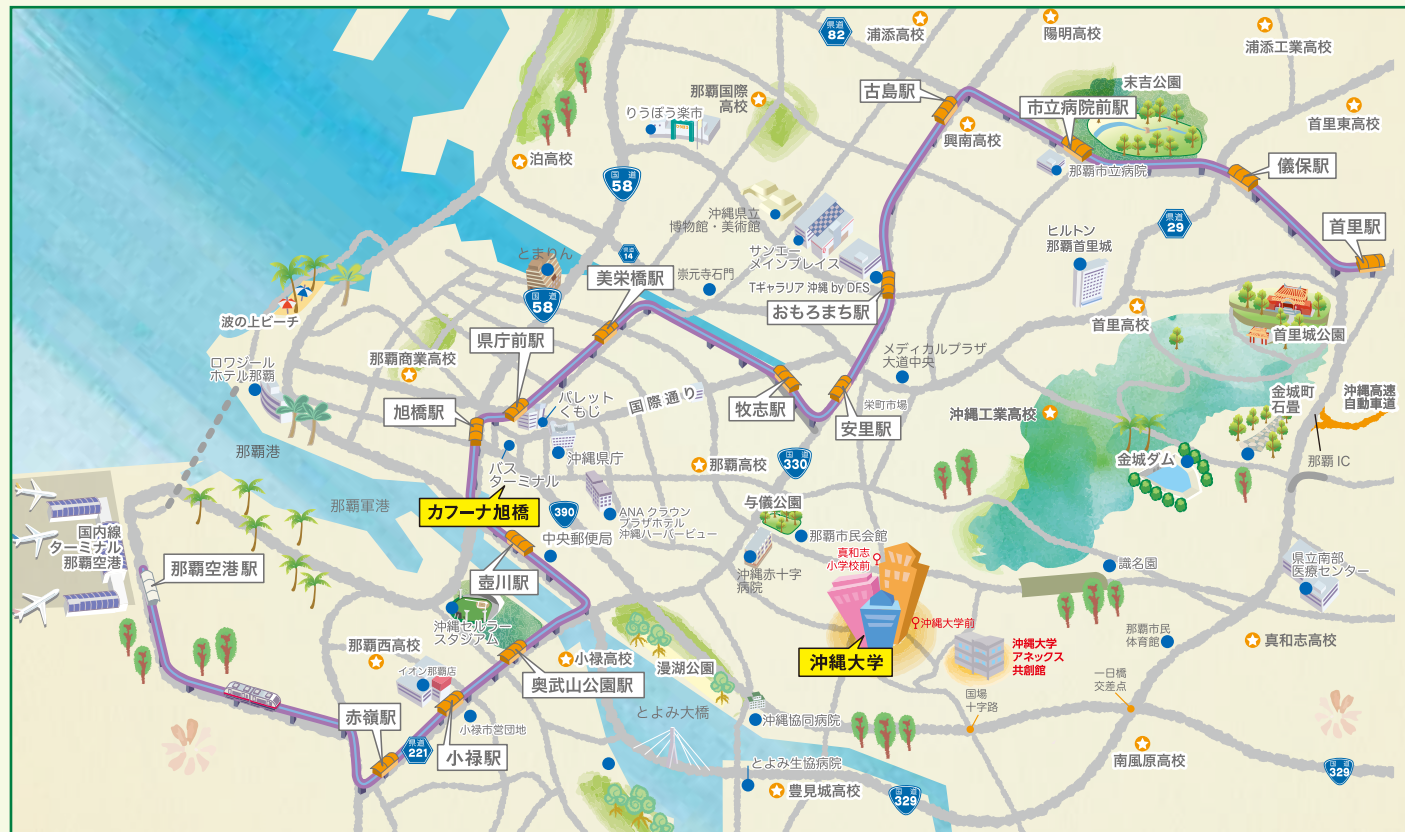 県道
82
浦添高校
陽明高校
浦添工業高校
古島駅
末吉公園
市立病院前駅
那覇国際
高校
りうぼう楽市
興南高校
首里東高校
泊高校
国道
58
那覇市立病院
儀保駅
沖縄県立
博物館・美術館
県道
29
ヒルトン
那覇首里城
首里駅
サンエー
メインプレイス
とまりん
県道
14
美栄橋駅
崇元寺石門
Tギャラリア 沖縄 by DFS
国道
58
おもろまち駅
波の上ビーチ
首里高校
首里城公園
県庁前駅
那覇商業高校
メディカルプラザ
大道中央
ロワジール
ホテル那覇
旭橋駅
パレット
くもじ
国際通り
牧志駅
栄町市場
安里駅
沖縄工業高校
金城町
石畳
沖縄高速
自動車道
那覇港
沖縄県庁
那覇高校
国道
330
金城ダム
那覇IC
バス
ターミナル
那覇軍港
カフーナ旭橋
390
ANA クラウン
プラザホテル
沖縄ハーバービュー
与儀公園
那覇市民会館
国内線
ターミナル
那覇空港
中央郵便局
真和志
小学校前
那覇空港駅
壺川駅
沖縄赤十字
病院
識名園
県立南部
医療センター
沖縄セルラー
スタジアム
沖縄大学前
那覇市民
体育館
真和志高校
那覇西高校
小禄高校
漫湖公園
沖縄大学
沖縄大学
アネックス
共創館
イオン那覇店
奥武山公園駅
一日橋
交差点
国場
十字路
赤嶺駅
とよみ大橋
沖縄協同病院
小禄市営団地
県道
221
小禄駅
とよみ生協病院
南風原高校
豊見城高校
国道
329
国道
329